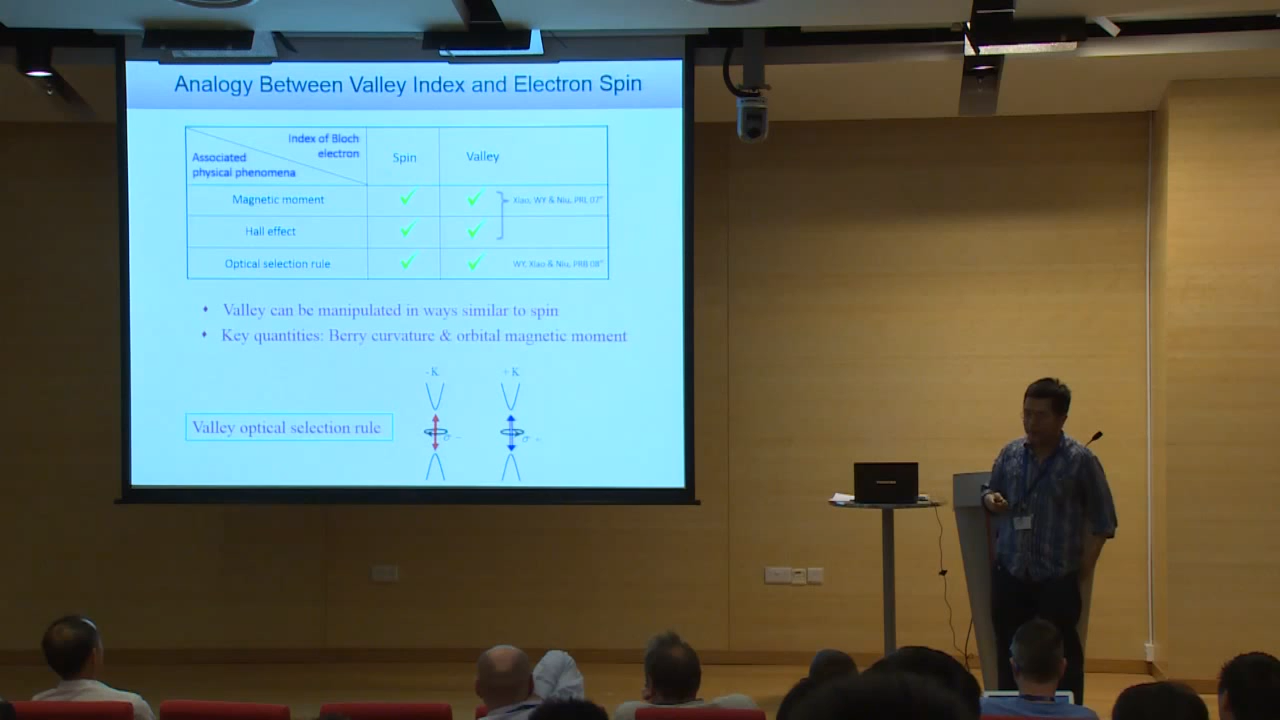 Analogy Between Valley Index and Electron Spin
Index of Bloch
electron
Associated
physical phenomena
Spin
Valley
Magnetic moment
Xiao, WY & Niu, PRL 07"
Hall effect
Optical selection rule
WY, Xiao & Niu, PRB 08"
• Valley can be manipulated in ways similar to spin
• Key quantities: Berry curvature & orbital magnetic moment
-K
+K
Valley optical selection rule
σ -
σ